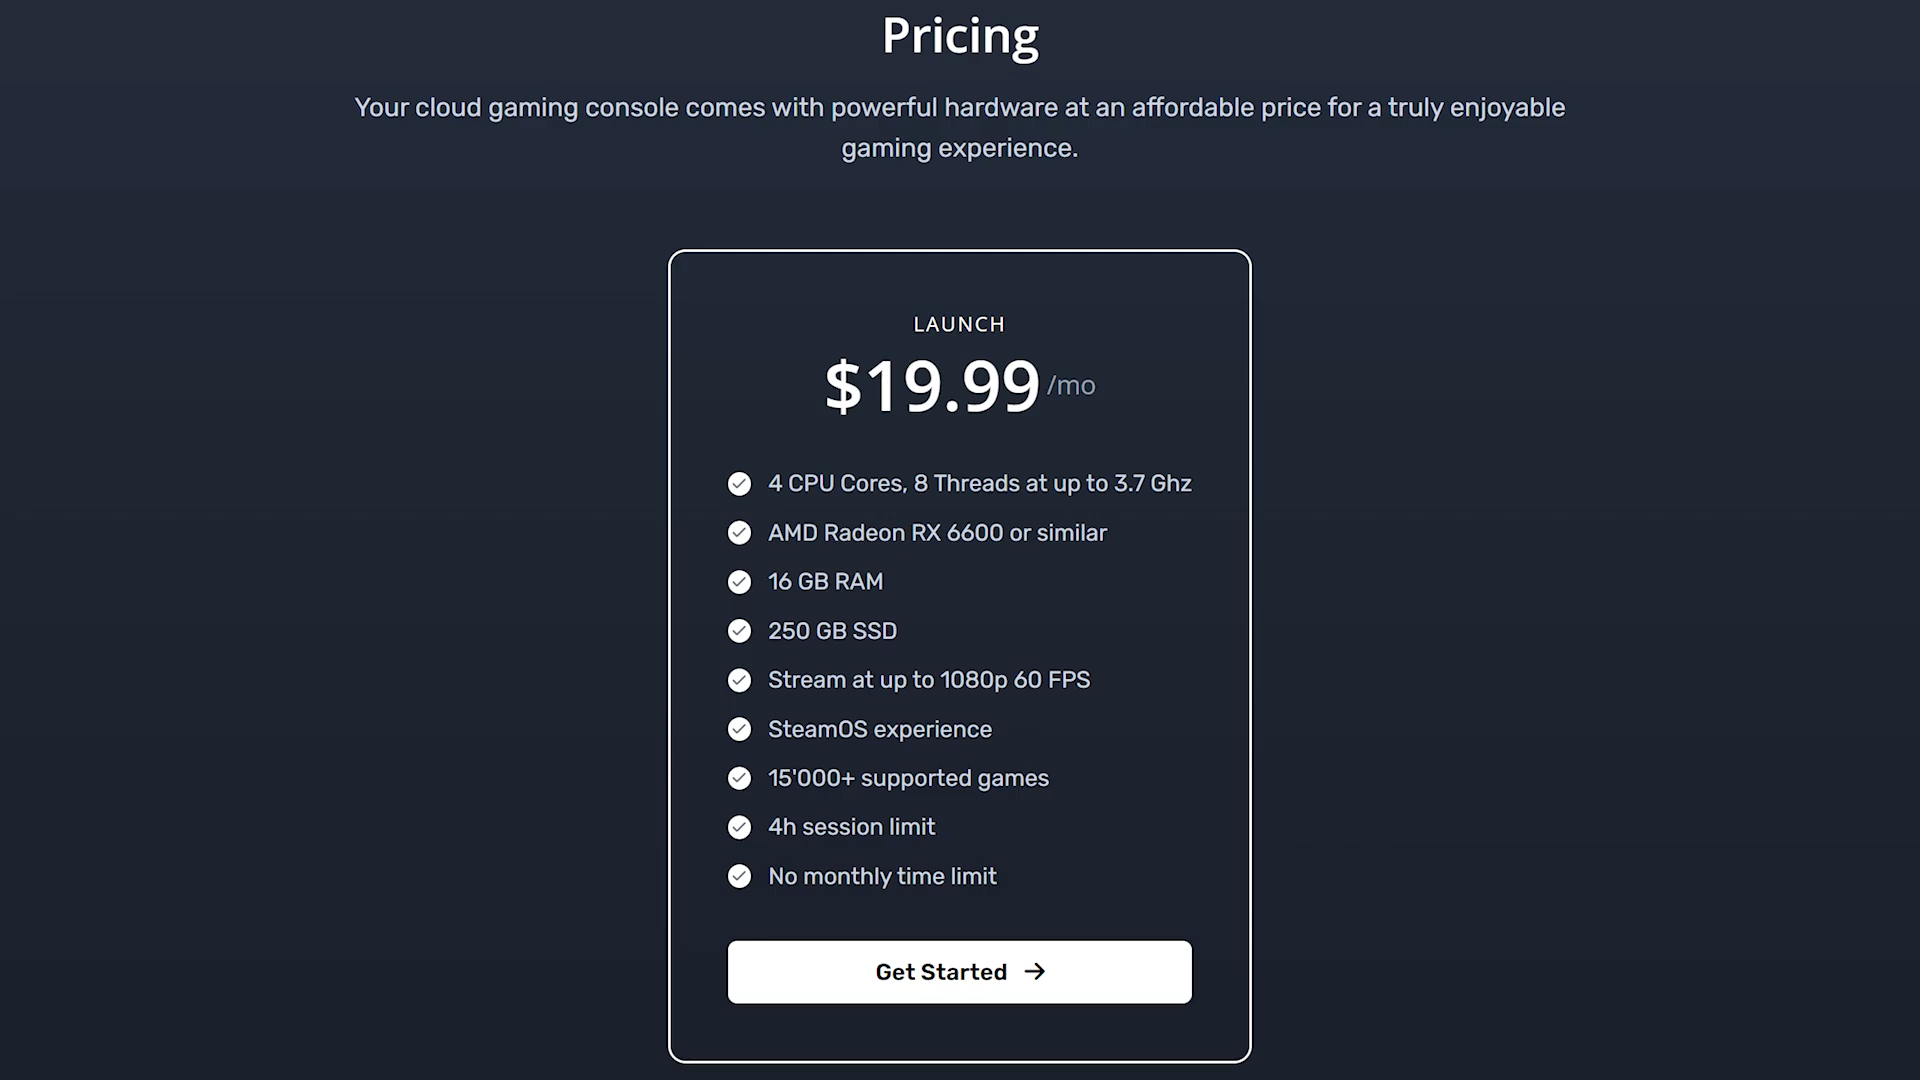 Pricing
Your cloud gaming console comes with powerful hardware at an affordable price for a truly enjoyable
gaming experience.
LAUNCH
$19.99 /mo
4 CPU Cores, 8 Threads at up to 3.7 Ghz
AMD Radeon RX 6600 or similar
16 GB RAM
250 GB SSD
Stream at up to 1080p 60 FPS
SteamOS experience
15'000+ supported games
4h session limit
No monthly time limit
Get Started →